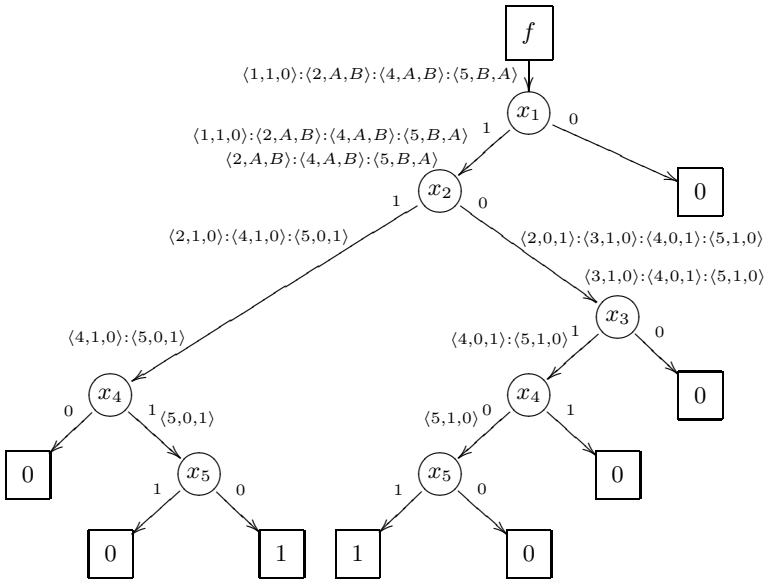 f
⟨1,1,0⟩:⟨2,A,B⟩:⟨4,A,B⟩:⟨5,B,A⟩
x₁
1 0
⟨1,1,0⟩:⟨2,A,B⟩:⟨4,A,B⟩:⟨5,B,A⟩
⟨2,A,B⟩:⟨4,A,B⟩:⟨5,B,A⟩
x₂ 0
1 0
⟨2,1,0⟩:⟨4,1,0⟩:⟨5,0,1⟩ ⟨2,0,1⟩:⟨3,1,0⟩:⟨4,0,1⟩:⟨5,1,0⟩
⟨3,1,0⟩:⟨4,0,1⟩:⟨5,1,0⟩
x₃
⟨4,1,0⟩:⟨5,0,1⟩ ⟨4,0,1⟩:⟨5,1,0⟩ 1 0
x₄ x₄ 0
0 1 ⟨5,0,1⟩ ⟨5,1,0⟩ 0 1
0 x₅ x₅ 0
1 0 1 0
0 1 1 0